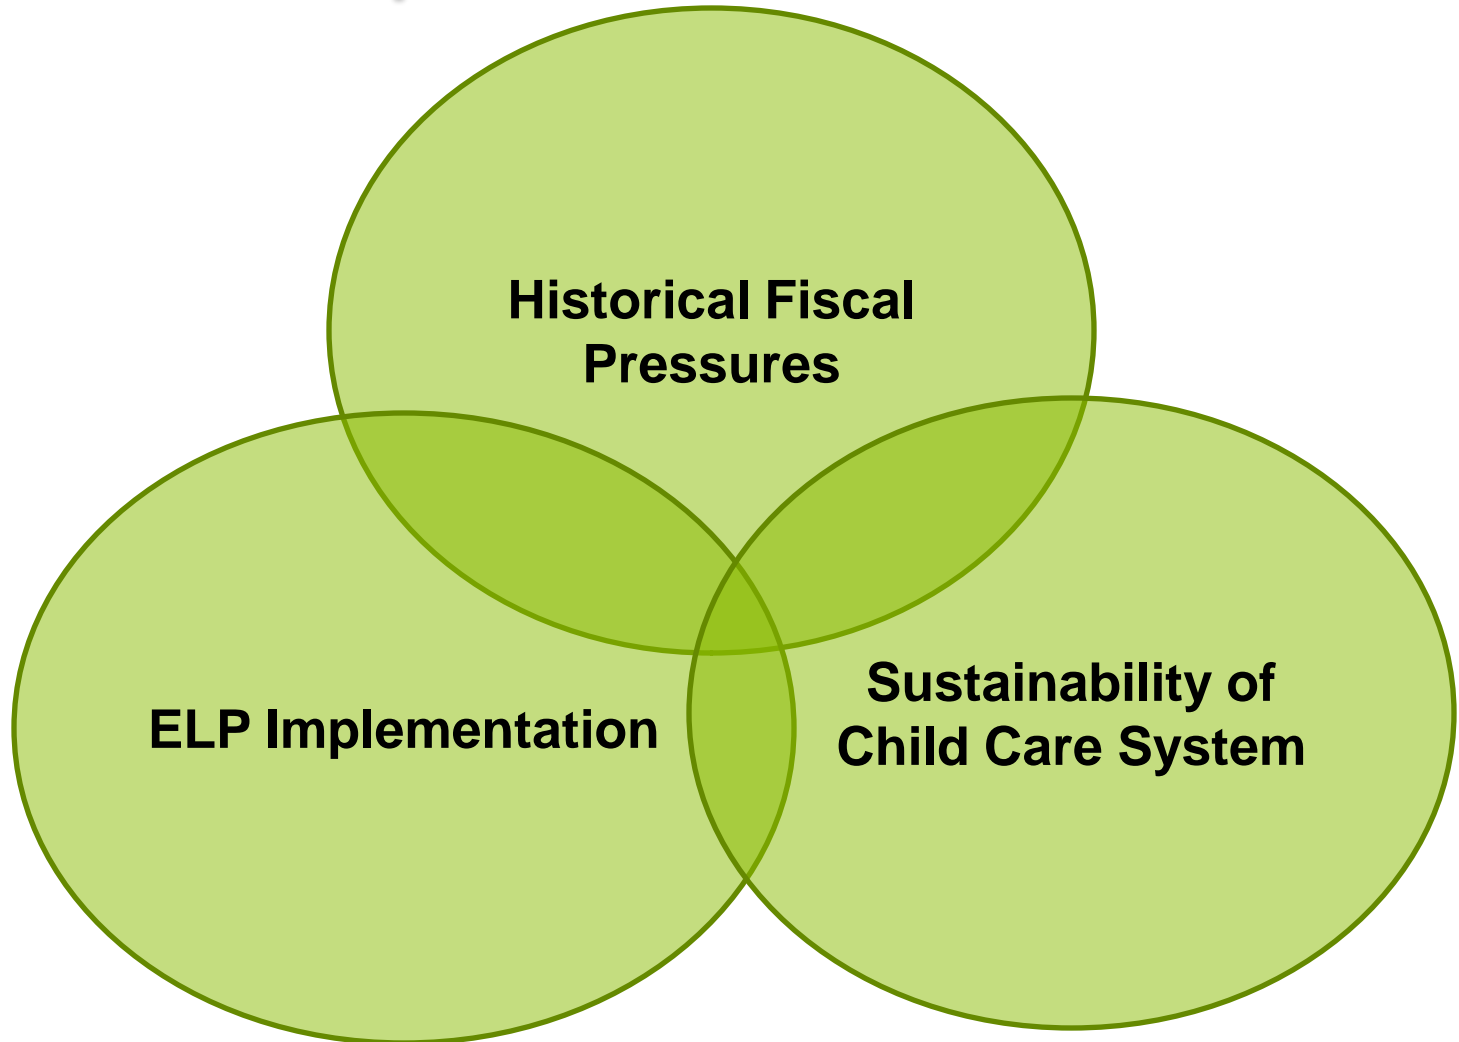 Historical Fiscal
Pressures
ELP Implementation
Sustainability of
Child Care System